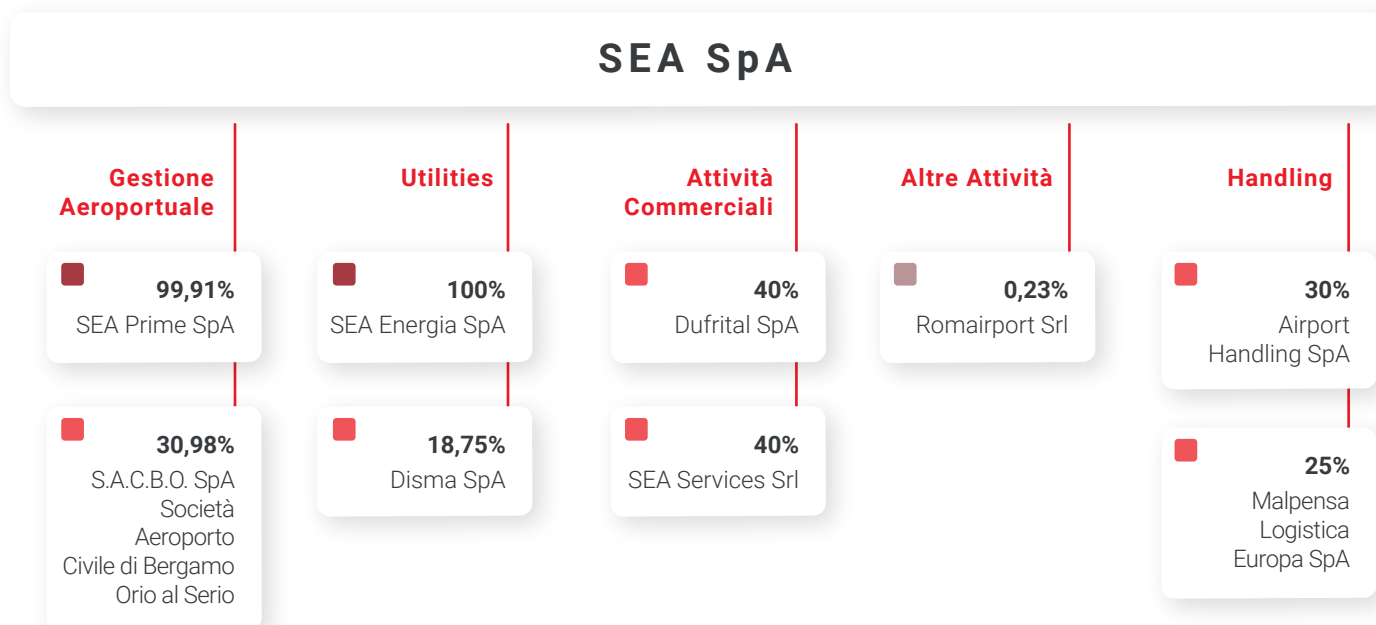 SEA SpA
Gestione
Aeroportuale
99,91%
SEA Prime SpA
30,98%
S.A.C.B.O. SpA
Società
Aeroporto
Civile di Bergamo
Orio al Serio
Utilities
100%
SEA Energia SpA
18,75%
Disma SpA
Attività
Commerciali
40%
Dufrital SpA
40%
SEA Services Srl
Altre Attività
0,23%
Romairport Srl
Handling
30%
Airport
Handling SpA
25%
Malpensa
Logistica
Europa SpA